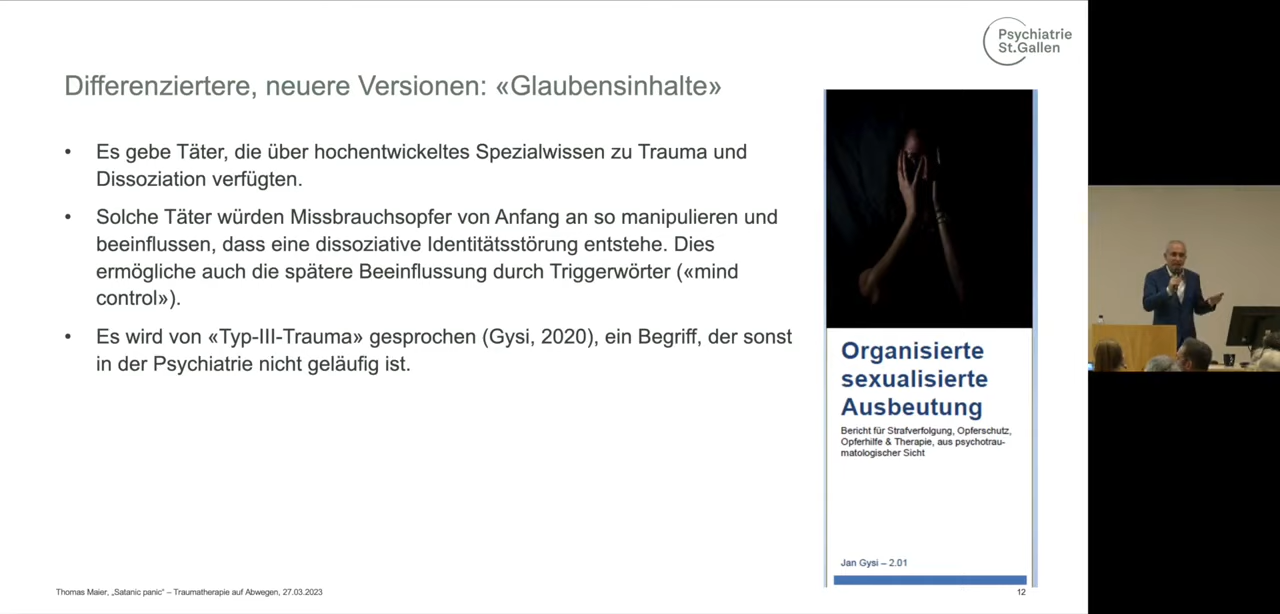 Psychiatrie
St.Gallen
Differenziertere, neuere Versionen: «Glaubensinhalte»
• Es gebe Täter, die über hochentwickeltes Spezialwissen zu Trauma und
Dissoziation verfügten.
• Solche Täter würden Missbrauchsopfer von Anfang an so manipulieren und
beeinflussen, dass eine dissoziative Identitätsstörung entstehe. Dies
ermögliche auch die spätere Beeinflussung durch Triggerwörter («mind
control»).
• Es wird von «Typ-III-Trauma» gesprochen (Gysi, 2020), ein Begriff, der sonst
in der Psychiatrie nicht geläufig ist.
Organisierte
sexualisierte
Ausbeutung
Bericht für Strafverfolgung, Opferschutz,
Opferhilfe & Therapie, aus psychotrau-
matologischer Sicht
Jan Gysi – 2.01
Thomas Maier, „Satanic panic“ – Traumatherapie auf Abwegen, 27.03.2023
12